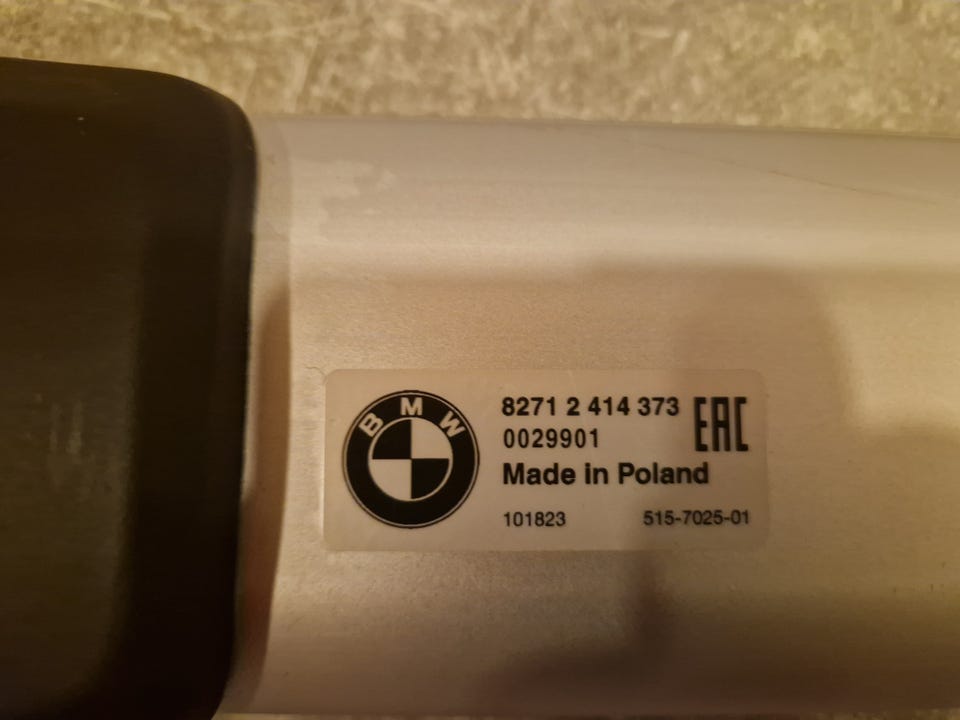 BMW
8271 2 414 373
EAC
0029901
Made in Poland
101823 515-7025-01